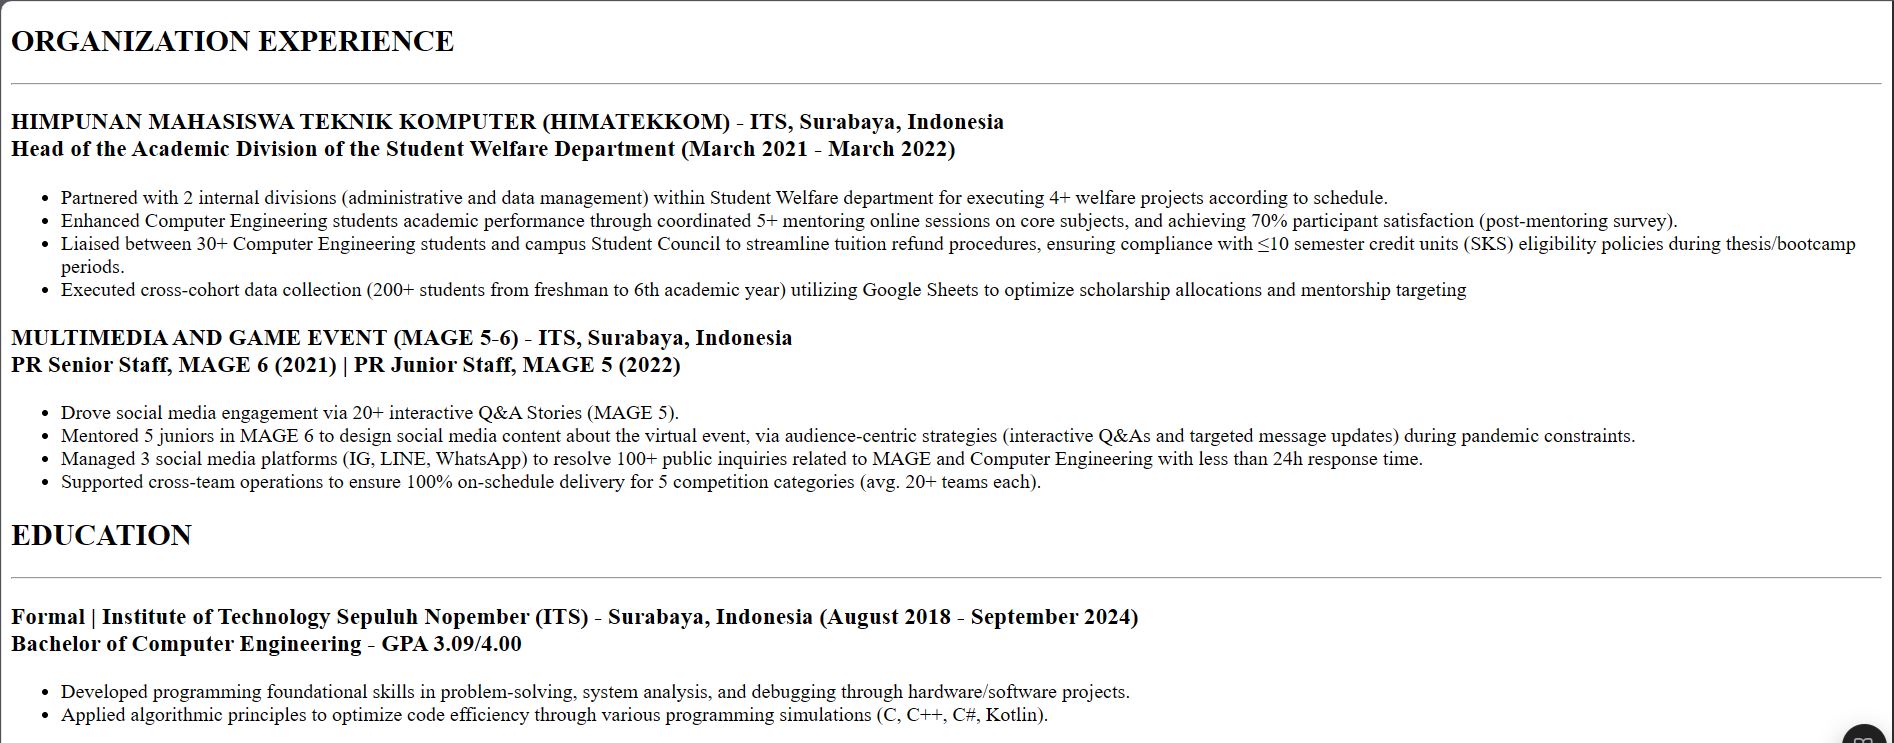 ORGANIZATION EXPERIENCE
HIMPUNAN MAHASISWA TEKNIK KOMPUTER (HIMATEKKOM) - ITS, Surabaya, Indonesia
Head of the Academic Division of the Student Welfare Department (March 2021 - March 2022)
• Partnered with 2 internal divisions (administrative and data management) within Student Welfare department for executing 4+ welfare projects according to schedule.
• Enhanced Computer Engineering students academic performance through coordinated 5+ mentoring online sessions on core subjects, and achieving 70% participant satisfaction (post-mentoring survey).
• Liaised between 30+ Computer Engineering students and campus Student Council to streamline tuition refund procedures, ensuring compliance with ≤10 semester credit units (SKS) eligibility policies during thesis/bootcamp
periods.
• Executed cross-cohort data collection (200+ students from freshman to 6th academic year) utilizing Google Sheets to optimize scholarship allocations and mentorship targeting
MULTIMEDIA AND GAME EVENT (MAGE 5-6) - ITS, Surabaya, Indonesia
PR Senior Staff, MAGE 6 (2021) | PR Junior Staff, MAGE 5 (2022)
• Drove social media engagement via 20+ interactive Q&A Stories (MAGE 5).
• Mentored 5 juniors in MAGE 6 to design social media content about the virtual event, via audience-centric strategies (interactive Q&As and targeted message updates) during pandemic constraints.
• Managed 3 social media platforms (IG, LINE, WhatsApp) to resolve 100+ public inquiries related to MAGE and Computer Engineering with less than 24h response time.
• Supported cross-team operations to ensure 100% on-schedule delivery for 5 competition categories (avg. 20+ teams each).
EDUCATION
Formal | Institute of Technology Sepuluh Nopember (ITS) - Surabaya, Indonesia (August 2018 - September 2024)
Bachelor of Computer Engineering - GPA 3.09/4.00
• Developed programming foundational skills in problem-solving, system analysis, and debugging through hardware/software projects.
• Applied algorithmic principles to optimize code efficiency through various programming simulations (C, C++, C#, Kotlin).